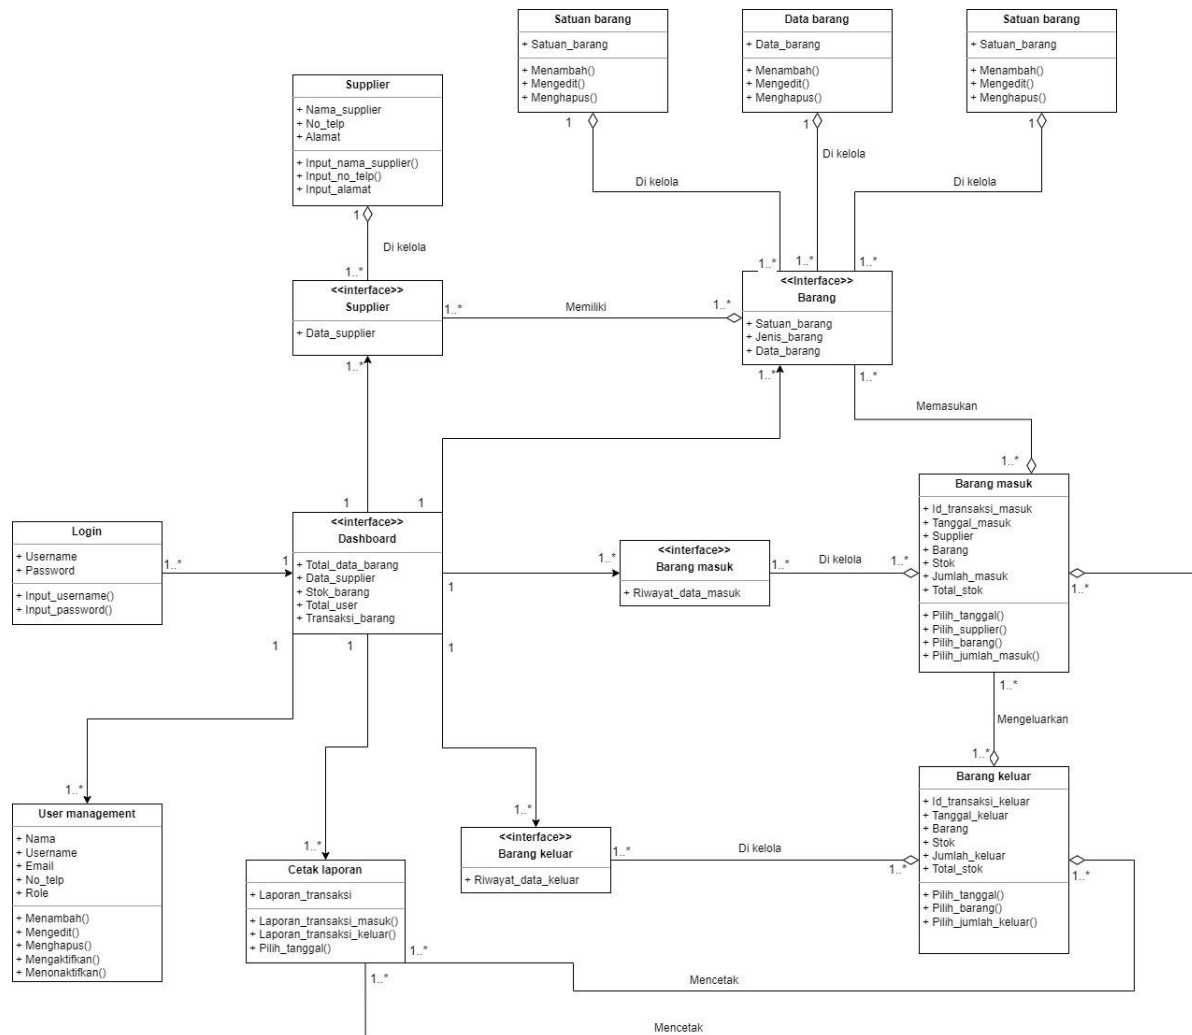 Satuan barang
+ Satuan_barang
+ Menambah()
+ Mengedit()
+ Menghapus()
1
Di kelola
Data barang
+ Data_barang
+ Menambah()
+ Mengedit()
+ Menghapus()
1
Di kelola
Satuan barang
+ Satuan_barang
+ Menambah()
+ Mengedit()
+ Menghapus()
1
Di kelola
Supplier
+ Nama_supplier
+ No_telp
+ Alamat
+ Input_nama_supplier()
+ Input_no_telp()
+ Input_alamat
1
Di kelola
1..*
<<interface>>
Supplier
+ Data_supplier
1..*
1..*
Memiliki
1..*
1..*
1..*
1..*
<<Interface>>
Barang
+ Satuan_barang
+ Jenis_barang
+ Data_barang
1..*
1..*
Memasukan
1..*
Barang masuk
+ Id_transaksi_masuk
+ Tanggal_masuk
+ Supplier
+ Barang
+ Stok
+ Jumlah_masuk
+ Total_stok
+ Pilih_tanggal()
+ Pilih_supplier()
+ Pilih_barang()
+ Pilih_jumlah_masuk()
1..*
1..*
1..*
Login
+ Username
+ Password
+ Input_username()
+ Input_password()
1..*
1
1
1
<<interface>>
Dashboard
+ Total_data_barang
+ Data_supplier
+ Stok_barang
+ Total_user
+ Transaksi_barang
1
1
1
1
1..*
<<interface>>
Barang masuk
+ Riwayat_data_masuk
1..*
Di kelola
1..*
Mengeluarkan
1..*
Barang keluar
+ Id_transaksi_keluar
+ Tanggal_keluar
+ Barang
+ Stok
+ Jumlah_keluar
+ Total_stok
+ Pilih_tanggal()
+ Pilih_barang()
+ Pilih_jumlah_keluar()
1..*
1..*
User management
+ Nama
+ Username
+ Email
+ No_telp
+ Role
+ Menambah()
+ Mengedit()
+ Menghapus()
+ Mengaktifkan()
+ Menonaktifkan()
1..*
Cetak laporan
+ Laporan_transaksi
+ Laporan_transaksi_masuk()
+ Laporan_transaksi_keluar()
+ Pilih_tanggal()
1..*
1..*
1..*
<<interface>>
Barang keluar
+ Riwayat_data_keluar
1..*
Di kelola
1..*
Mencetak
Mencetak